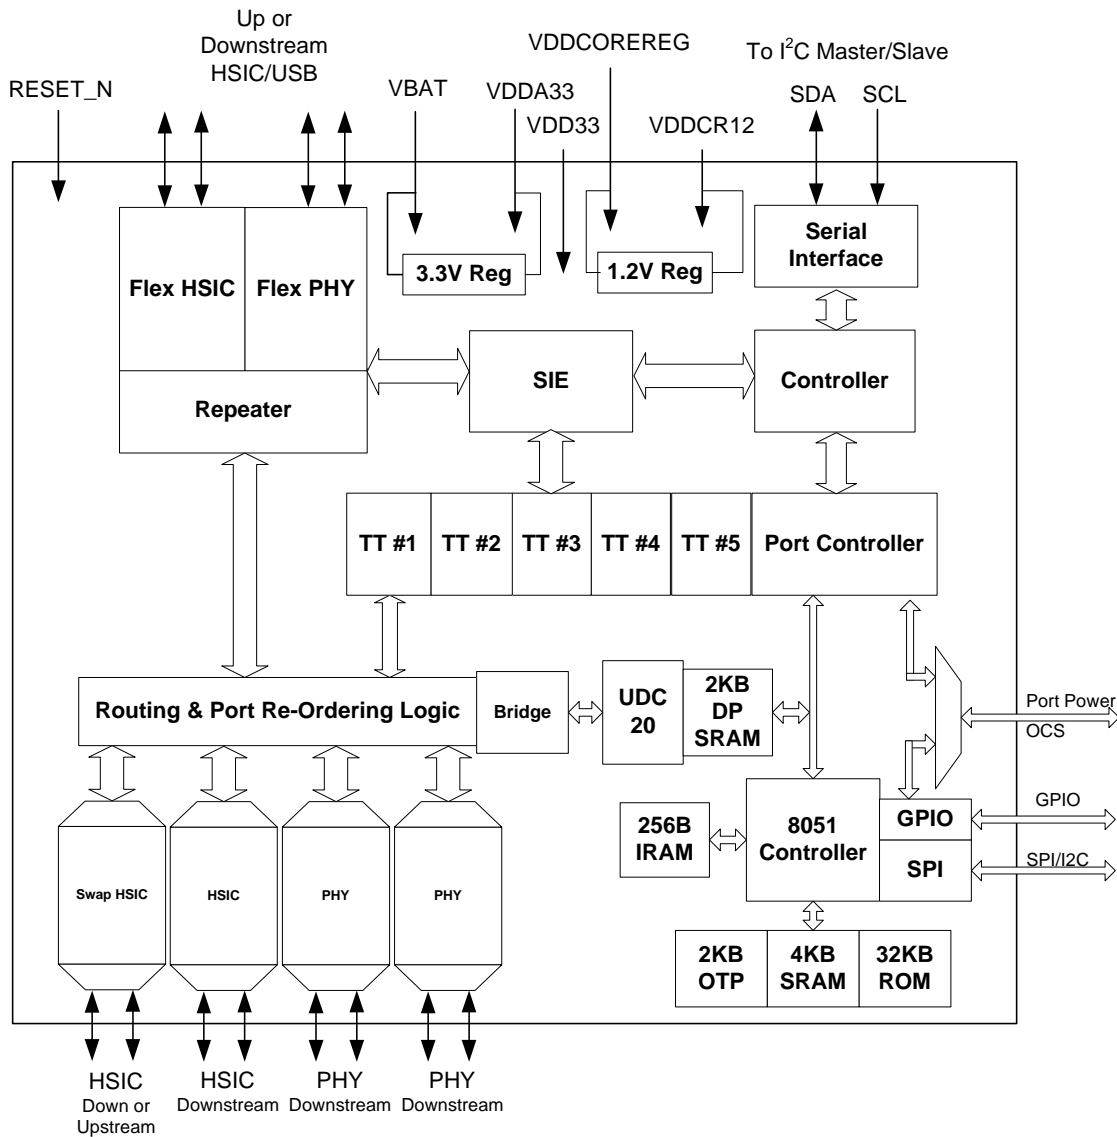 Up or
Downstream
HSIC/USB
RESET_N
VBAT
VDDA33
VDDCOREREG
VDD33
VDDCR12
To I²C Master/Slave
SDA
SCL
Flex HSIC
Flex PHY
3.3V Reg
1.2V Reg
Serial
Interface
Repeater
SIE
Controller
TT #1
TT #2
TT #3
TT #4
TT #5
Port Controller
Routing & Port Re-Ordering Logic
Bridge
UDC
20
2KB
DP
SRAM
Port Power
OCS
256B
IRAM
8051
Controller
GPIO
SPI
GPIO
SPI/I2C
Swap HSIC
HSIC
PHY
PHY
2KB
OTP
4KB
SRAM
32KB
ROM
HSIC
Down or
Upstream
HSIC
Downstream
PHY
Downstream
PHY
Downstream